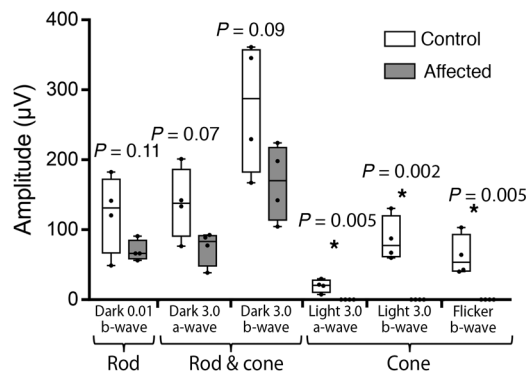 Amplitude (µV)
400
300
200
100
0
Control
Affected
P = 0.11
P = 0.07
P = 0.09
P = 0.005
*
P = 0.002
*
P = 0.005
*
Dark 0.01
b-wave
Dark 3.0
a-wave
Dark 3.0
b-wave
Light 3.0
a-wave
Light 3.0
b-wave
Flicker
b-wave
Rod
Rod & cone
Cone